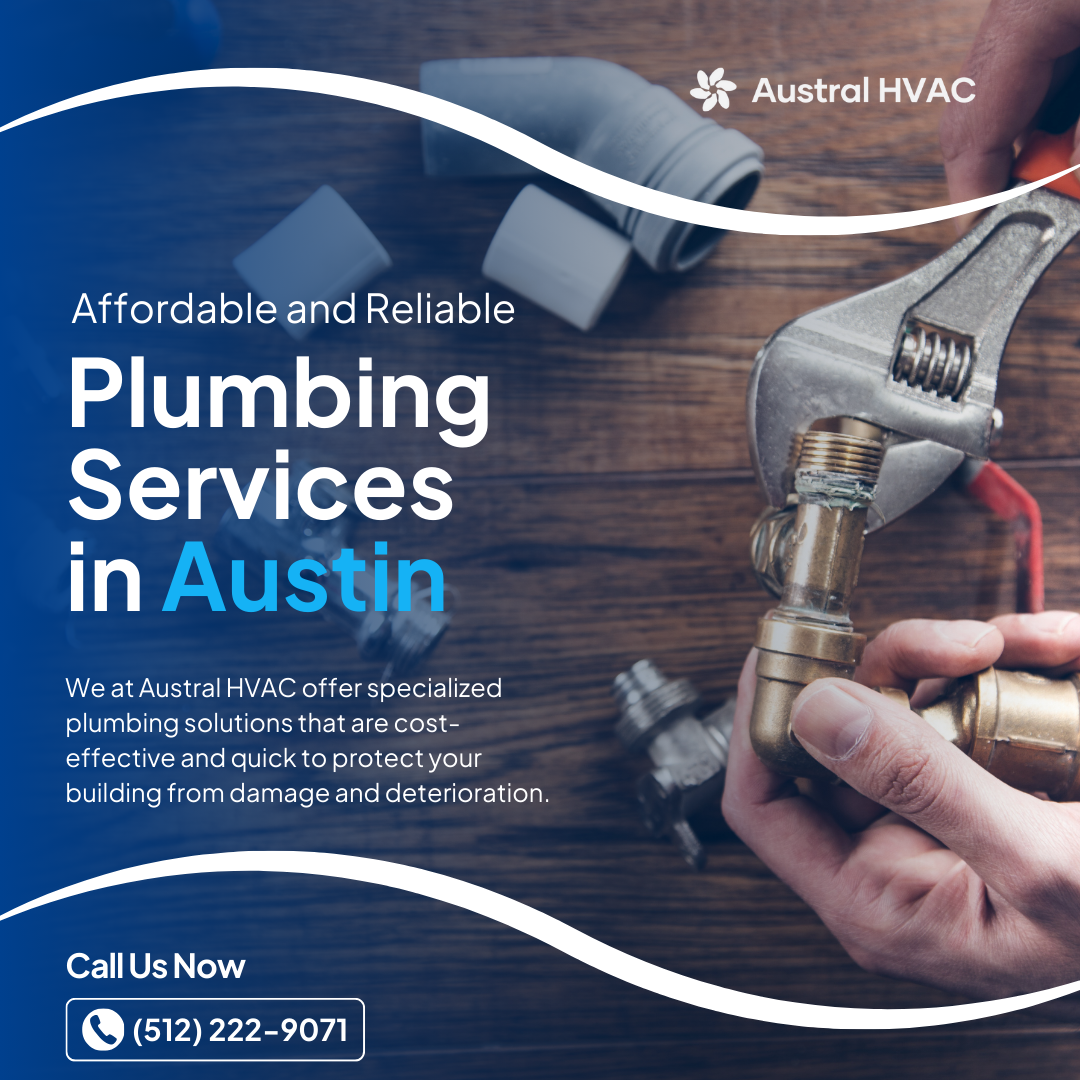 Austral HVAC
Affordable and Reliable
Plumbing
Services
in Austin
We at Austral HVAC offer specialized
plumbing solutions that are cost-
effective and quick to protect your
building from damage and deterioration.
Call Us Now
(512) 222-9071